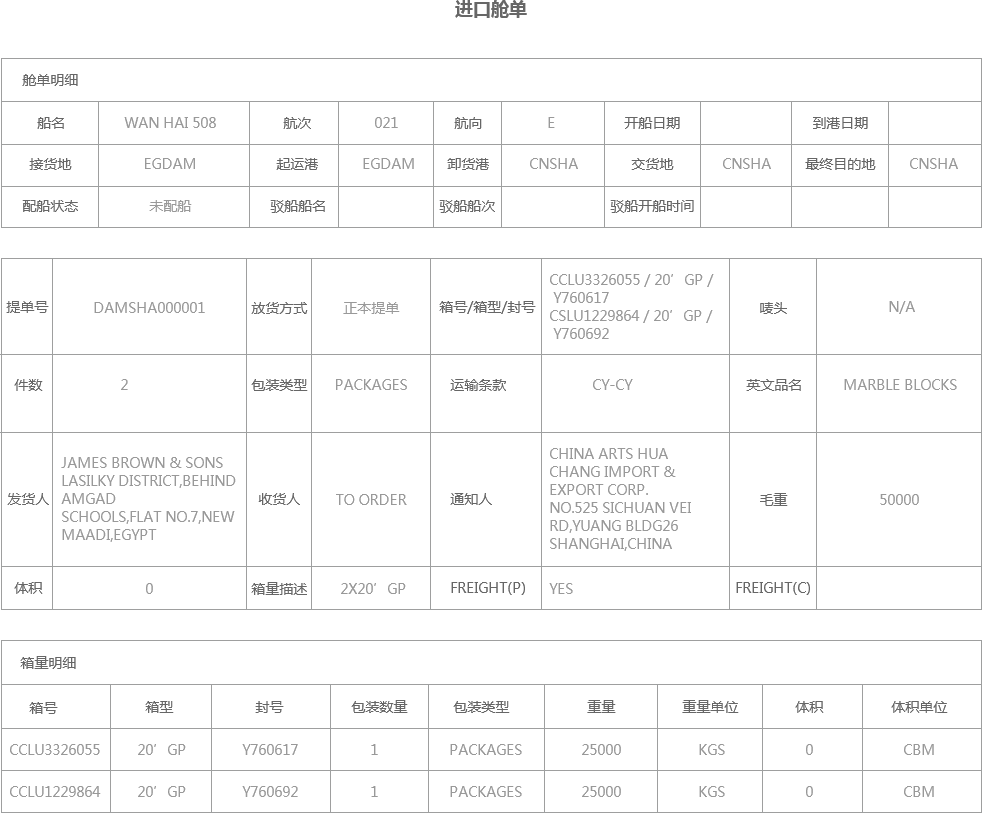 进口舱单
舱单明细
船名 WAN HAI 508 航次 021 航向 E 开船日期 到港日期
接货地 EGDAM 起运港 EGDAM 卸货港 CNSHA 交货地 CNSHA 最终目的地 CNSHA
配船状态 未配船 驳船船名 驳船船次 驳船开船时间
提单号 DAMSHA000001 放货方式 正本提单 箱号/箱型/封号 CCLU3326055 / 20’ GP /
Y760617
CSLU1229864 / 20’ GP /
Y760692
唛头 N/A
件数 2 包装类型 PACKAGES 运输条款 CY-CY 英文品名 MARBLE BLOCKS
发货人 JAMES BROWN & SONS
LASILKY DISTRICT,BEHIND
AMGAD
SCHOOLS,FLAT NO.7,NEW
MAADI,EGYPT
收货人 TO ORDER 通知人 CHINA ARTS HUA
CHANG IMPORT &
EXPORT CORP.
NO.525 SICHUAN VEI
RD,YUANG BLDG26
SHANGHAI,CHINA
毛重 50000
体积 0 箱量描述 2X20’ GP FREIGHT(P) YES FREIGHT(C)
箱量明细
箱号 箱型 封号 包装数量 包装类型 重量 重量单位 体积 体积单位
CCLU3326055 20’ GP Y760617 1 PACKAGES 25000 KGS 0 CBM
CCLU1229864 20’ GP Y760692 1 PACKAGES 25000 KGS 0 CBM